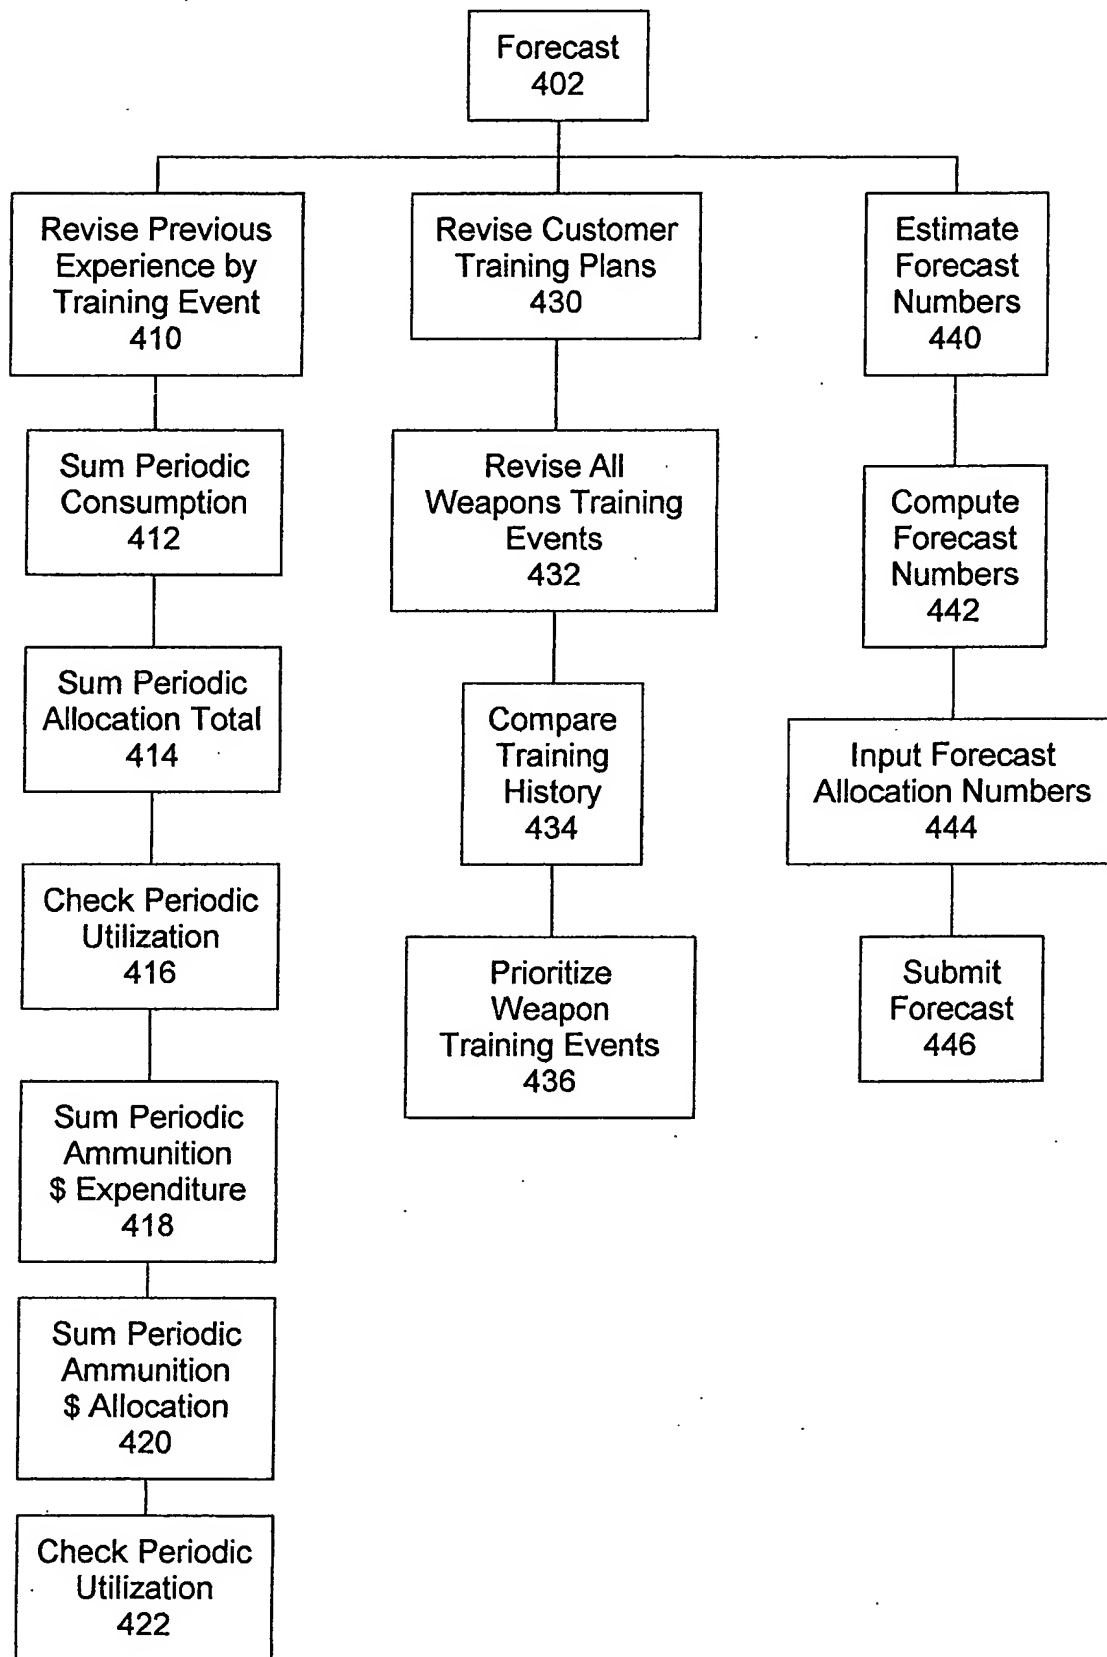 Forecast
402
Revise Previous
Experience by
Training Event
410
Sum Periodic
Consumption
412
Sum Periodic
Allocation Total
414
Check Periodic
Utilization
416
Sum Periodic
Ammunition
$ Expenditure
418
Sum Periodic
Ammunition
$ Allocation
420
Check Periodic
Utilization
422
Revise Customer
Training Plans
430
Revise All
Weapons Training
Events
432
Compare
Training
History
434
Prioritize
Weapon
Training Events
436
Estimate
Forecast
Numbers
440
Compute
Forecast
Numbers
442
Input Forecast
Allocation Numbers
444
Submit
Forecast
446